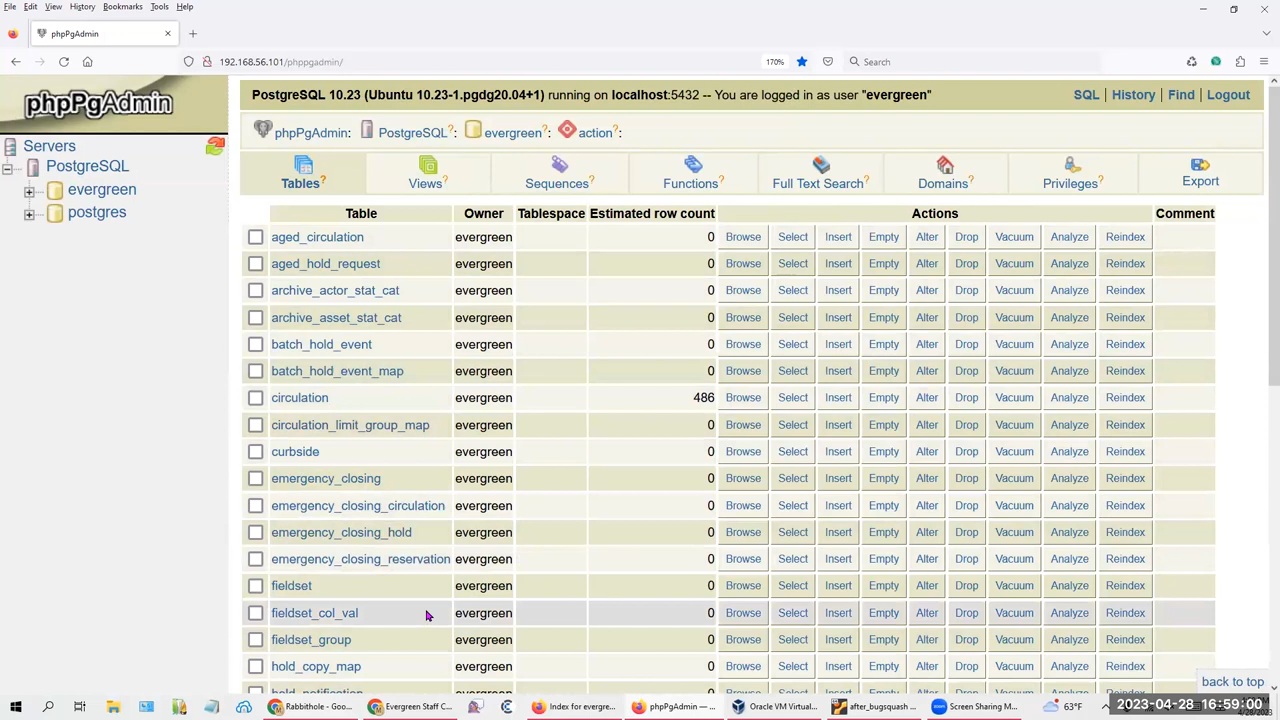 File Edit View History Bookmarks Tools Help
phpPgAdmin
192.168.56.101/phppgadmin/
170%
Search
phpPgAdmin
Servers
PostgreSQL
evergreen
postgres
PostgreSQL 10.23 (Ubuntu 10.23-1.pgdg20.04+1) running on localhost:5432 -- You are logged in as user "evergreen"
SQL | History | Find | Logout
phpPgAdmin: PostgreSQL?: evergreen?: action?:
Tables? Views? Sequences? Functions? Full Text Search? Domains? Privileges? Export
Table Owner Tablespace Estimated row count Actions Comment
aged_circulation evergreen 0 Browse Select Insert Empty Alter Drop Vacuum Analyze Reindex
aged_hold_request evergreen 0 Browse Select Insert Empty Alter Drop Vacuum Analyze Reindex
archive_actor_stat_cat evergreen 0 Browse Select Insert Empty Alter Drop Vacuum Analyze Reindex
archive_asset_stat_cat evergreen 0 Browse Select Insert Empty Alter Drop Vacuum Analyze Reindex
batch_hold_event evergreen 0 Browse Select Insert Empty Alter Drop Vacuum Analyze Reindex
batch_hold_event_map evergreen 0 Browse Select Insert Empty Alter Drop Vacuum Analyze Reindex
circulation evergreen 486 Browse Select Insert Empty Alter Drop Vacuum Analyze Reindex
circulation_limit_group_map evergreen 0 Browse Select Insert Empty Alter Drop Vacuum Analyze Reindex
curbside evergreen 0 Browse Select Insert Empty Alter Drop Vacuum Analyze Reindex
emergency_closing evergreen 0 Browse Select Insert Empty Alter Drop Vacuum Analyze Reindex
emergency_closing_circulation evergreen 0 Browse Select Insert Empty Alter Drop Vacuum Analyze Reindex
emergency_closing_hold evergreen 0 Browse Select Insert Empty Alter Drop Vacuum Analyze Reindex
emergency_closing_reservation evergreen 0 Browse Select Insert Empty Alter Drop Vacuum Analyze Reindex
fieldset evergreen 0 Browse Select Insert Empty Alter Drop Vacuum Analyze Reindex
fieldset_col_val evergreen 0 Browse Select Insert Empty Alter Drop Vacuum Analyze Reindex
fieldset_group evergreen 0 Browse Select Insert Empty Alter Drop Vacuum Analyze Reindex
hold_copy_map evergreen 0 Browse Select Insert Empty Alter Drop Vacuum Analyze Reindex
hold_notification
back to top
Rabbithole - Goo... Evergreen Staff C... Index for evergre... phpPgAdmin — ... Oracle VM Virtual... after_bugsquash ... Screen Sharing M... 63°F 2023-04-28 16:59:00